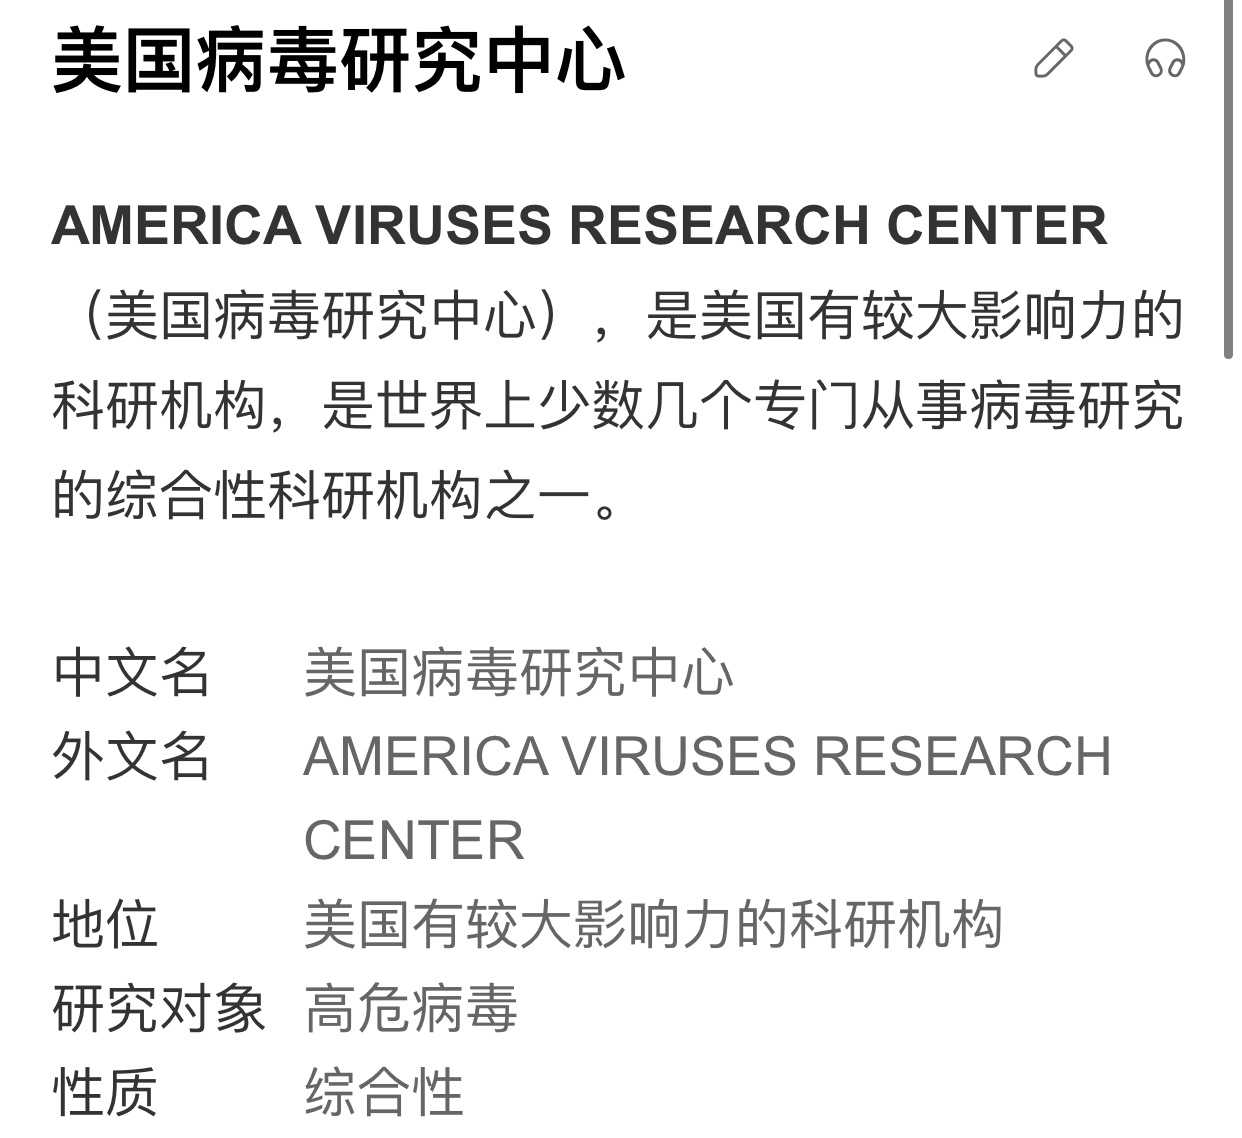 美国病毒研究中心
AMERICA VIRUSES RESEARCH CENTER
（美国病毒研究中心），是美国有较大影响力的
科研机构，是世界上少数几个专门从事病毒研究
的综合性科研机构之一。
中文名 美国病毒研究中心
外文名 AMERICA VIRUSES RESEARCH
CENTER
地位 美国有较大影响力的科研机构
研究对象 高危病毒
性质 综合性